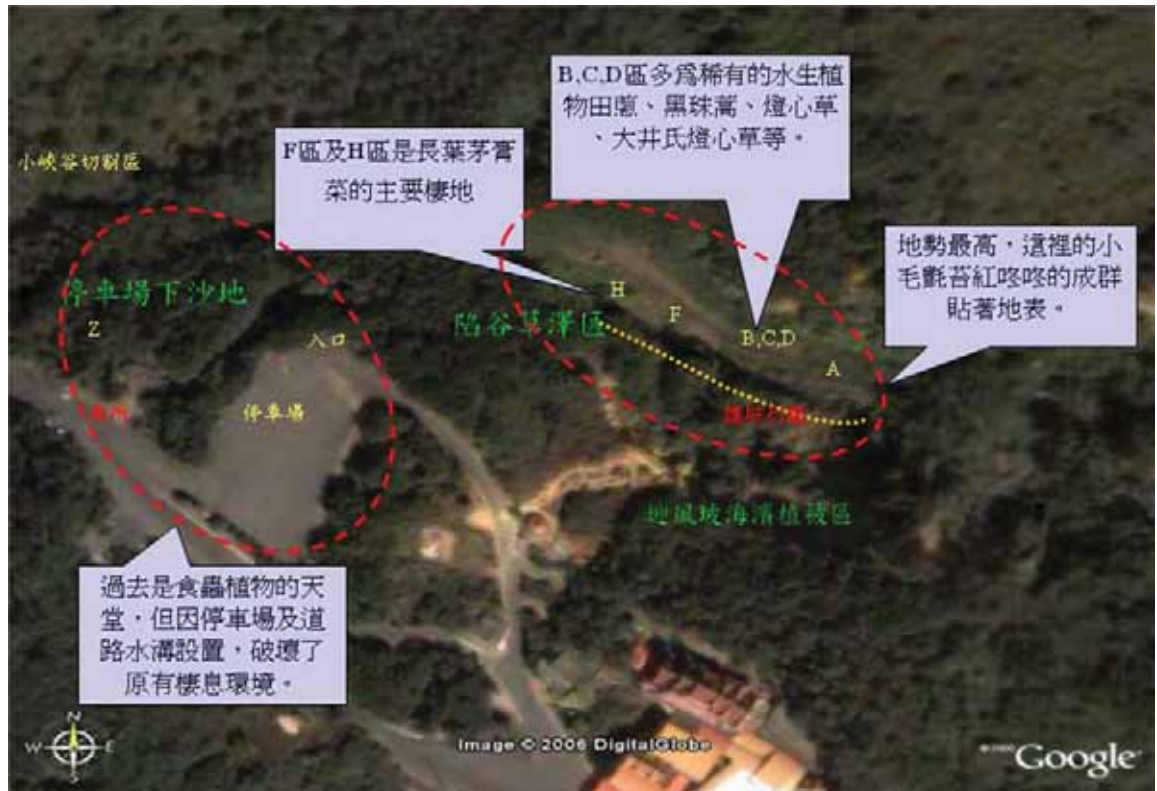 B,C,D區多為稀有的水生植
物田蔥、黑珠蒿、燈心草
、大井氏燈心草等。
F區及H區是長葉茅膏
菜的主要棲地
小峽谷切割區
地勢最高，這裡的小
毛氈苔紅咚咚的成群
貼著地表。
停車場下沙地
H
陷谷草澤區
F
Z
入口
B,C,D
A
停車場
迎風坡海濱植被區
過去是食蟲植物的天
堂，但因停車場及道
路水溝設置，破壞了
原有棲息環境。
N
W
E
S
Image © 2006 DigitalGlobe
Google